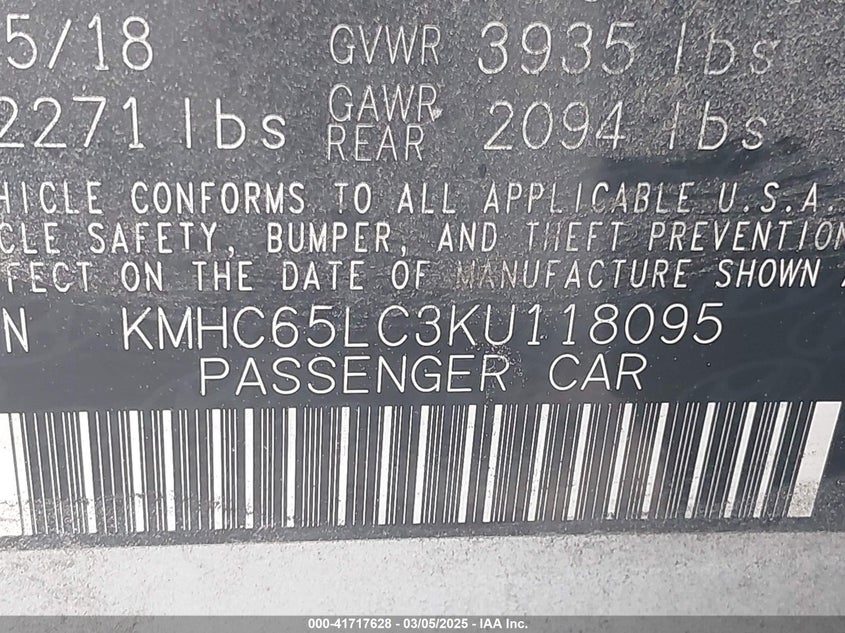 5/18 GVWR 3935 lbs
2271 lbs GAWR REAR 2094 lbs
HICLE CONFORMS TO ALL APPLICABLE U.S.A.
CLE SAFETY, BUMPER, AND THEFT PREVENTION
FFECT ON THE DATE OF MANUFACTURE SHOWN A
N KMHC65LC3KU118095
PASSENGER CAR
000-41717628 - 03/05/2025 - IAA Inc.